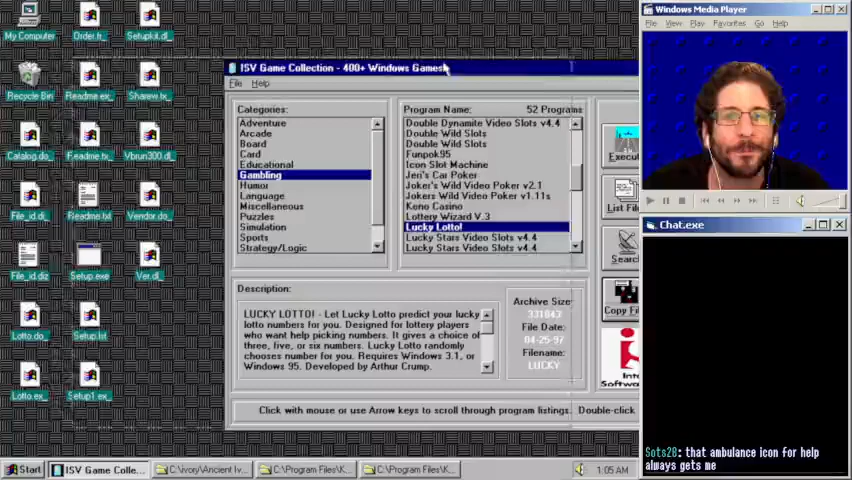 My Computer
Order.fr_
Setupkit.dl_
Recycle Bin
Readme.ex_
Sharew.tx_
Catalog.do_
F.eadme.tx_
Vbrun300.dl_
File_id.di_
Readme.txt
Vendor.do_
File_id.diz
Setup.exe
Ver.dl_
Lotto.do_
Setup.lst
Lotto.ex_
Setup1.ex_
ISV Game Collection - 400+ Windows Games
File Help
Categories:
Adventure
Arcade
Board
Card
Educational
Gambling
Humor
Language
Miscellaneous
Puzzles
Simulation
Sports
Strategy/Logic
Program Name: 52 Programs
Double Dynamite Video Slots v4.4
Double Wild Slots
Double Wild Slots
Funpok95
Icon Slot Machine
Jeri's Car Poker
Joker's Wild Video Poker v2.1
Jokers Wild Video Poker v1.11s
Keno Casino
Lottery Wizard V.3
Lucky Lotto!
Lucky Stars Video Slots v4.4
Lucky Stars Video Slots v4.4
Execut
List Fil
Searc
Copy Fi
Inte
Softwar
Description:
LUCKY LOTTO! - Let Lucky Lotto predict your lucky
lotto numbers for you. Designed for lottery players
who want help picking numbers. It gives a choice of
three, five, or six numbers. Lucky Lotto randomly
chooses number for you. Requires Windows 3.1, or
Windows 95. Developed by Arthur Crump.
Archive Size
331843
File Date:
04-25-97
Filename:
LUCKY
Click with mouse or use Arrow keys to scroll through program listings. Double-click
Start
ISV Game Colle...
C:\ivory\Ancient Iv...
C:\Program Files\K...
C:\Program Files\K...
1:05 AM
Windows Media Player
File View Play Favorites Go Help
Chat.exe
Sots28: that ambulance icon for help
always gets me